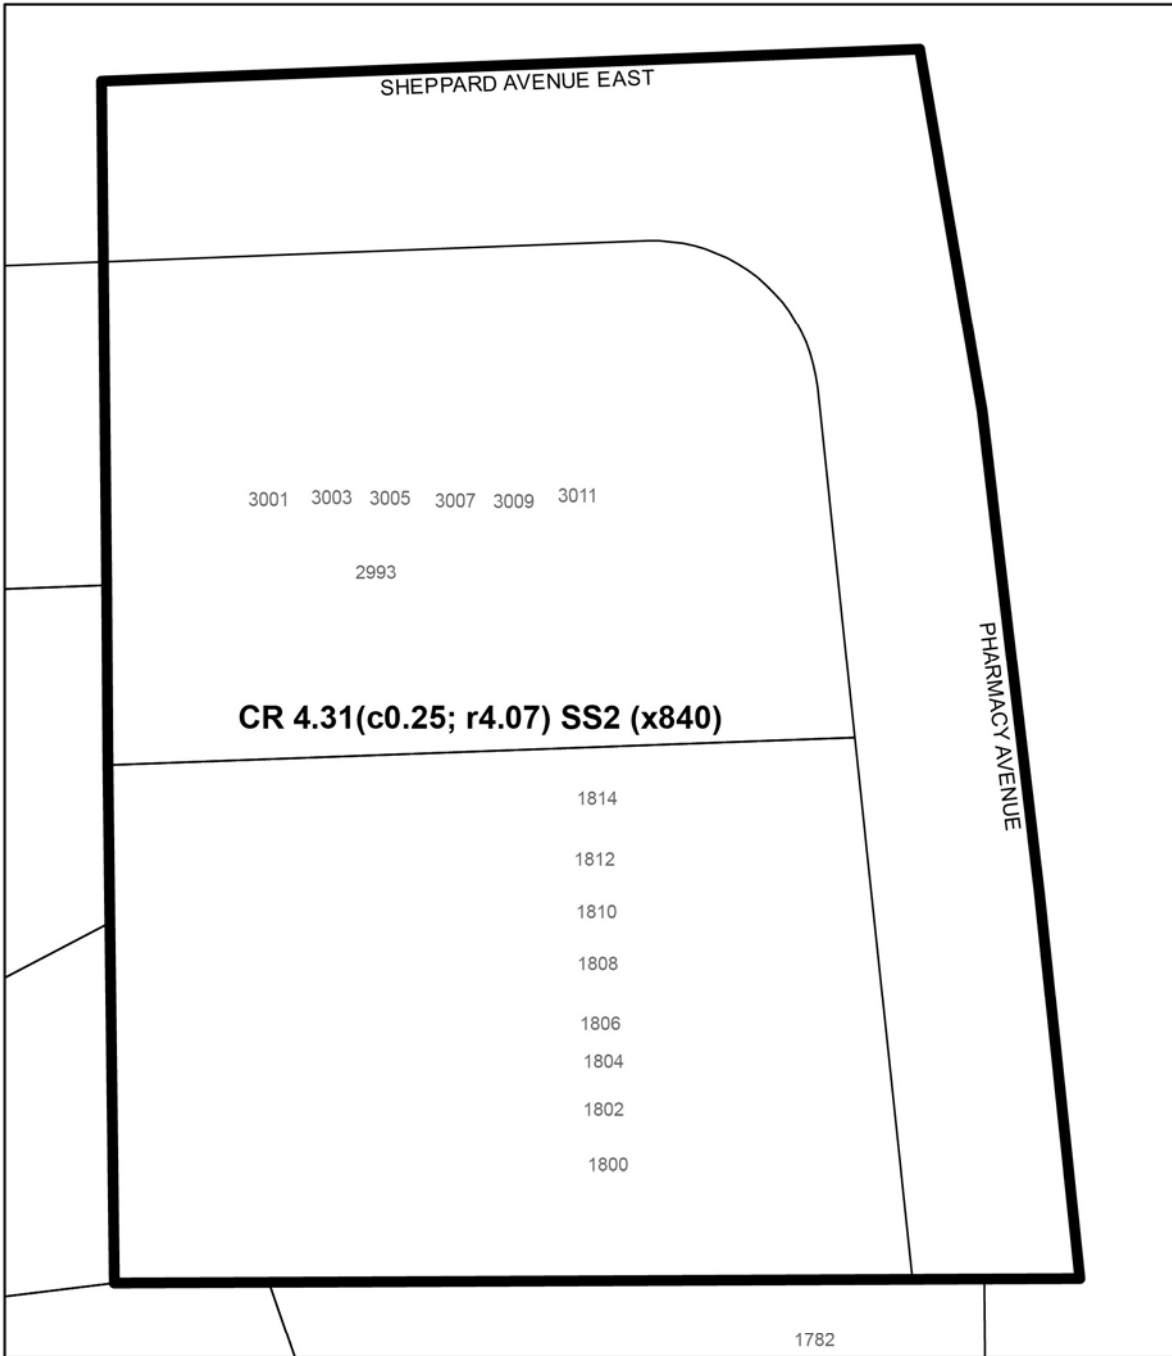 SHEPPARD AVENUE EAST
3001 3003 3005 3007 3009 3011
2993
PHARMACY AVENUE
CR 4.31(c0.25; r4.07) SS2 (x840)
1814
1812
1810
1808
1806
1804
1802
1800
1782